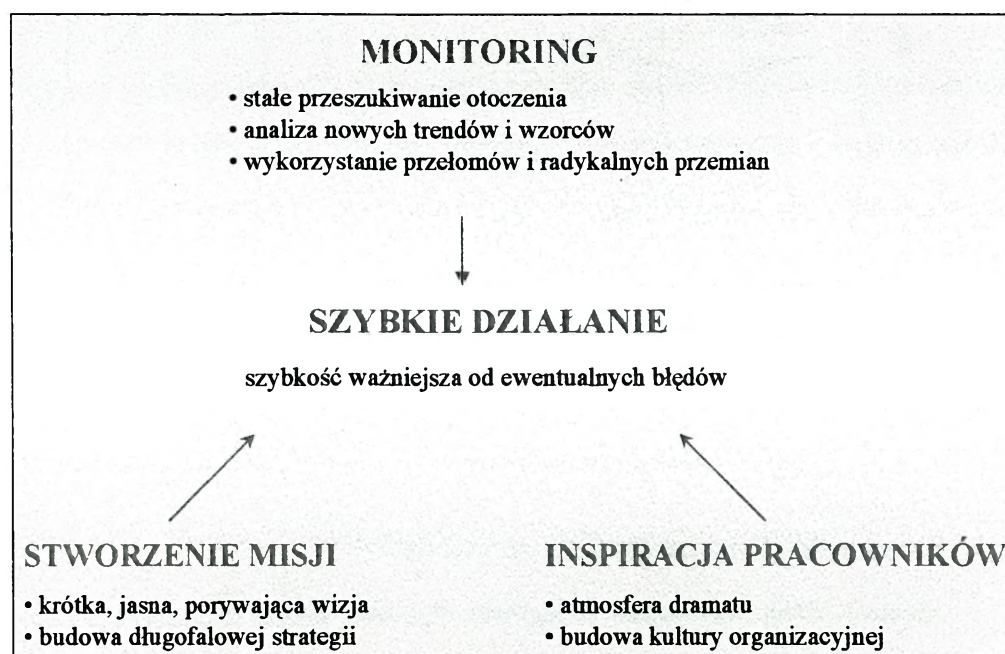 MONITORING
• stałe przeszukiwanie otoczenia
• analiza nowych trendów i wzorców
• wykorzystanie przełomów i radykalnych przemian
SZYBKIE DZIAŁANIE
szybkość ważniejsza od ewentualnych błędów
STWORZENIE MISJI
• krótka, jasna, porywająca wizja
• budowa długofalowej strategii
INSPIRACJA PRACOWNIKÓW
• atmosfera dramatu
• budowa kultury organizacyjnej